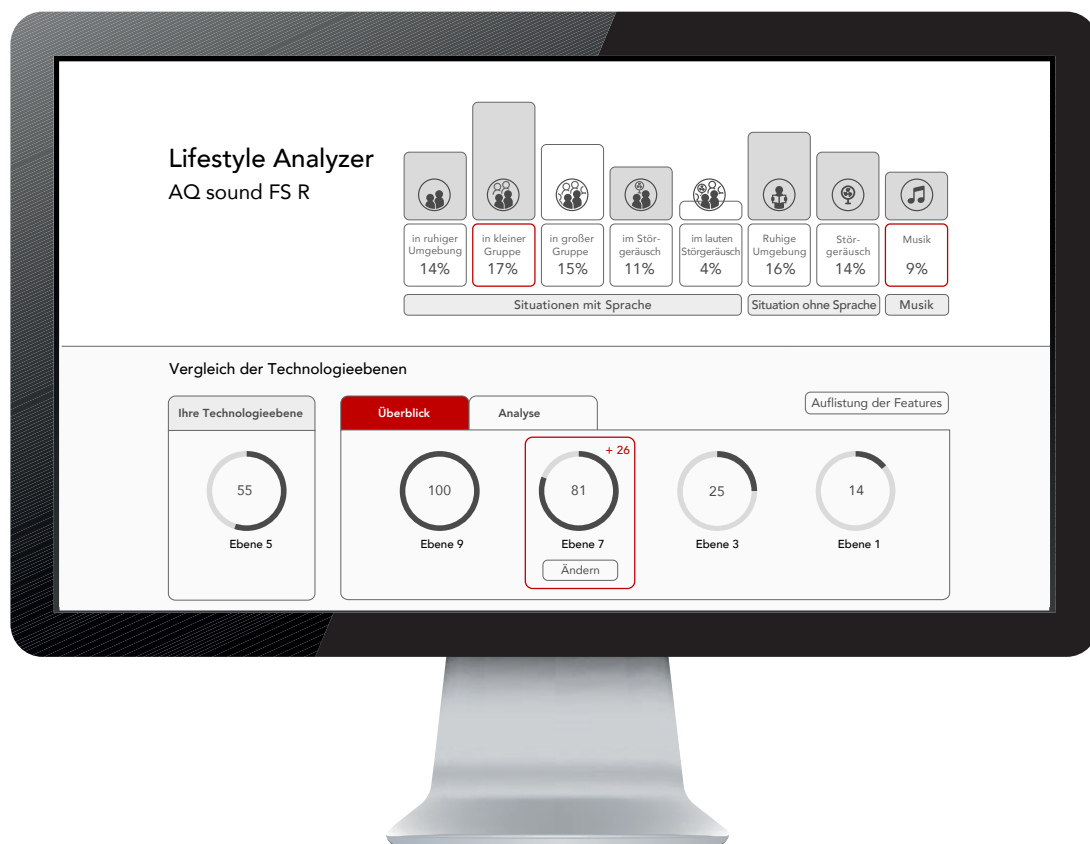 Lifestyle Analyzer
AQ sound FS R
in ruhiger
Umgebung
14%
in kleiner
Gruppe
17%
in großer
Gruppe
15%
im Stör-
geräusch
11%
im lauten
Störgeräusch
4%
Ruhige
Umgebung
16%
Stör-
geräusch
14%
Musik
9%
Situationen mit Sprache
Situation ohne Sprache
Musik
Vergleich der Technologieebenen
Ihre Technologieebene
Überblick
Analyse
Auflistung der Features
55
Ebene 5
100
Ebene 9
+ 26
81
Ebene 7
Ändern
25
Ebene 3
14
Ebene 1